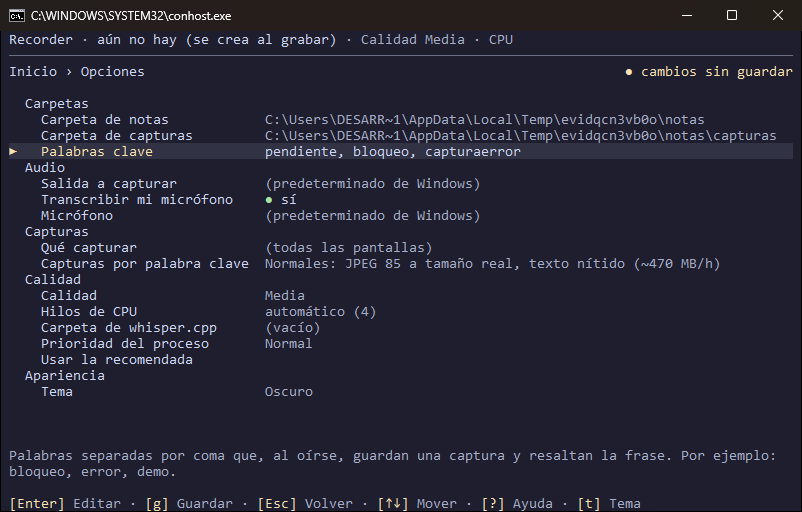 C:\WINDOWS\SYSTEM32\conhost.exe
Recorder · aún no hay (se crea al grabar) · Calidad Media · CPU
Inicio › Opciones ● cambios sin guardar
Carpetas
Carpeta de notas C:\Users\DESARR~1\AppData\Local\Temp\evidqcn3vb0o\notas
Carpeta de capturas C:\Users\DESARR~1\AppData\Local\Temp\evidqcn3vb0o\notas\capturas
► Palabras clave pendiente, bloqueo, capturaerror
Audio
Salida a capturar (predeterminado de Windows)
Transcribir mi micrófono ● sí
Micrófono (predeterminado de Windows)
Capturas
Qué capturar (todas las pantallas)
Capturas por palabra clave Normales: JPEG 85 a tamaño real, texto nítido (~470 MB/h)
Calidad
Calidad Media
Hilos de CPU automático (4)
Carpeta de whisper.cpp (vacío)
Prioridad del proceso Normal
Usar la recomendada
Apariencia
Tema Oscuro
Palabras separadas por coma que, al oírse, guardan una captura y resaltan la frase. Por ejemplo:
bloqueo, error, demo.
[Enter] Editar · [g] Guardar · [Esc] Volver · [↑↓] Mover · [?] Ayuda · [t] Tema